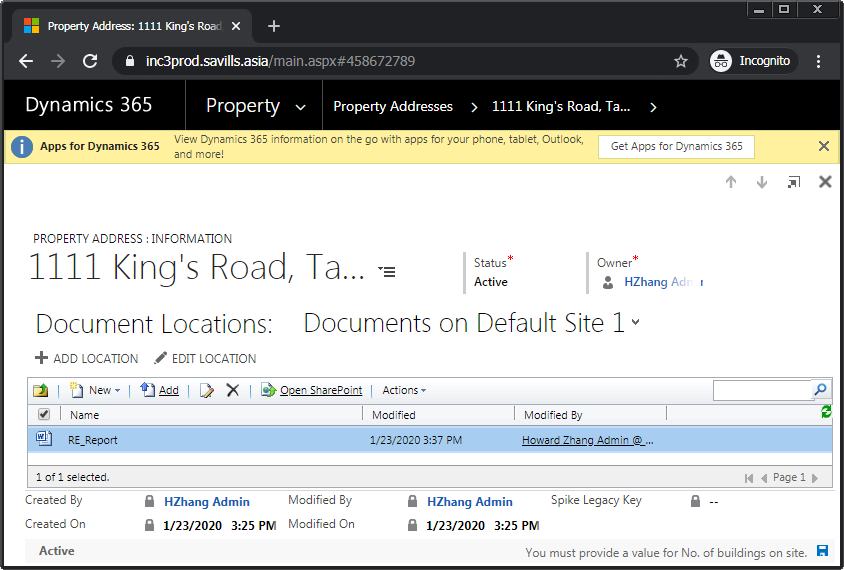 Property Address: 1111 King's Road
inc3prod.savills.asia/main.aspx#458672789
Incognito
Dynamics 365 Property Property Addresses 1111 King's Road, Ta...
Apps for Dynamics 365 View Dynamics 365 information on the go with apps for your phone, tablet, Outlook, and more! Get Apps for Dynamics 365
PROPERTY ADDRESS : INFORMATION
1111 King's Road, Ta...
Status*
Active
Owner*
HZhang Admin
Document Locations: Documents on Default Site 1
ADD LOCATION EDIT LOCATION
New Add Open SharePoint Actions
Name Modified Modified By
RE_Report 1/23/2020 3:37 PM Howard Zhang Admin @ ...
1 of 1 selected. Page 1
Created By HZhang Admin Modified By HZhang Admin Spike Legacy Key --
Created On 1/23/2020 3:25 PM Modified On 1/23/2020 3:25 PM
Active You must provide a value for No. of buildings on site.